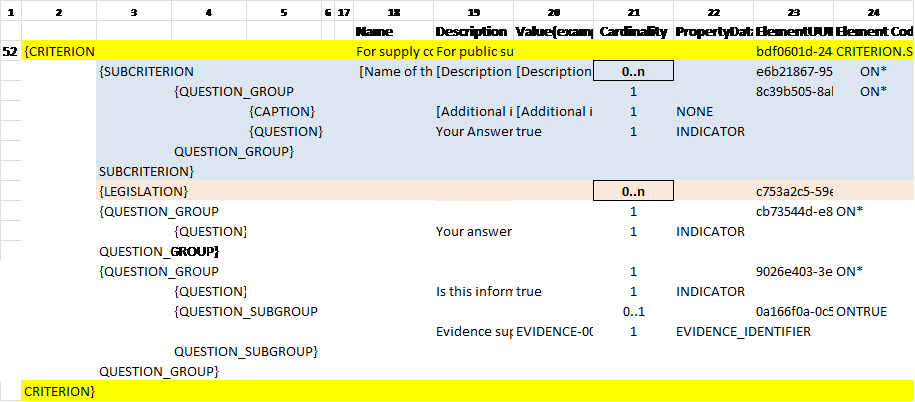 1 2 3 4 5 6 17 18 19 20 21 22 23 24
Name Description Value(exam Cardinality PropertyDat ElementUUI Element Cod
52 {CRITERION For supply co For public su bdf0601d-24 CRITERION.S
{SUBCRITERION [Name of th [Description [Description 0..n e6b21867-95 ON*
{QUESTION_GROUP 1 8c39b505-8al ON*
{CAPTION} [Additional i [Additional i 1 NONE
{QUESTION} Your Answer true 1 INDICATOR
QUESTION_GROUP}
SUBCRITERION}
{LEGISLATION} 0..n c753a2c5-59e
{QUESTION_GROUP 1 cb73544d-e8 ON*
{QUESTION} Your answer 1 INDICATOR
QUESTION_GROUP}
{QUESTION_GROUP 1 9026e403-3e ON*
{QUESTION} Is this inform true 1 INDICATOR
{QUESTION_SUBGROUP 0..1 0a166f0a-0c5 ONTRUE
Evidence sup EVIDENCE-00 1 EVIDENCE_IDENTIFIER
QUESTION_SUBGROUP}
QUESTION_GROUP}
CRITERION}